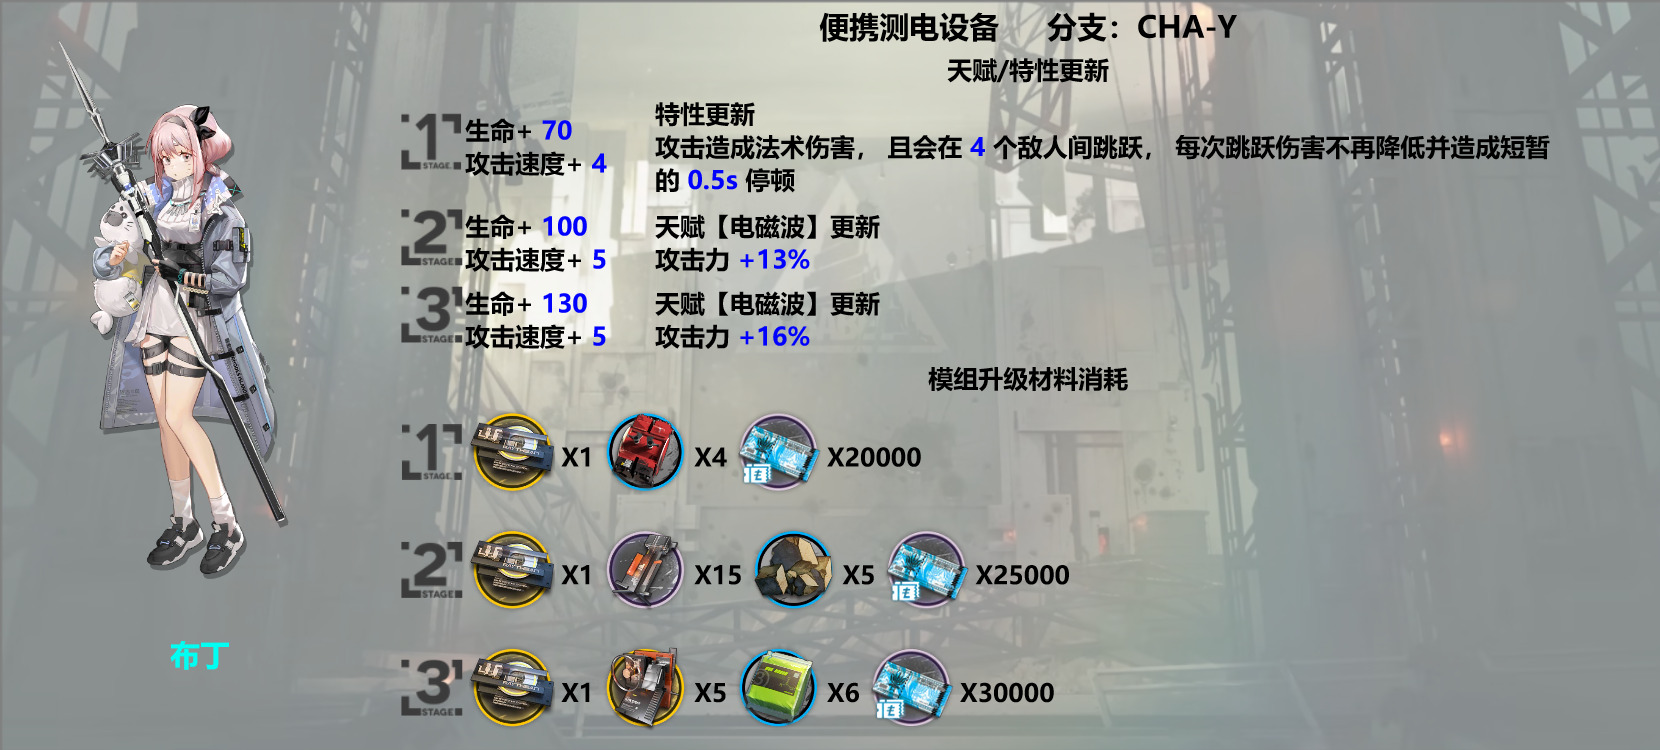 便携测电设备 分支：CHA-Y
天赋/特性更新
1 STAGE.
生命+ 70
攻击速度+ 4
特性更新
攻击造成法术伤害， 且会在 4 个敌人间跳跃， 每次跳跃伤害不再降低并造成短暂
的 0.5s 停顿
2 STAGE.
生命+ 100
攻击速度+ 5
天赋【电磁波】更新
攻击力 +13%
3 STAGE.
生命+ 130
攻击速度+ 5
天赋【电磁波】更新
攻击力 +16%
模组升级材料消耗
1 STAGE. X1 X4 X20000
2 STAGE. X1 X15 X5 X25000
3 STAGE. X1 X5 X6 X30000
布丁